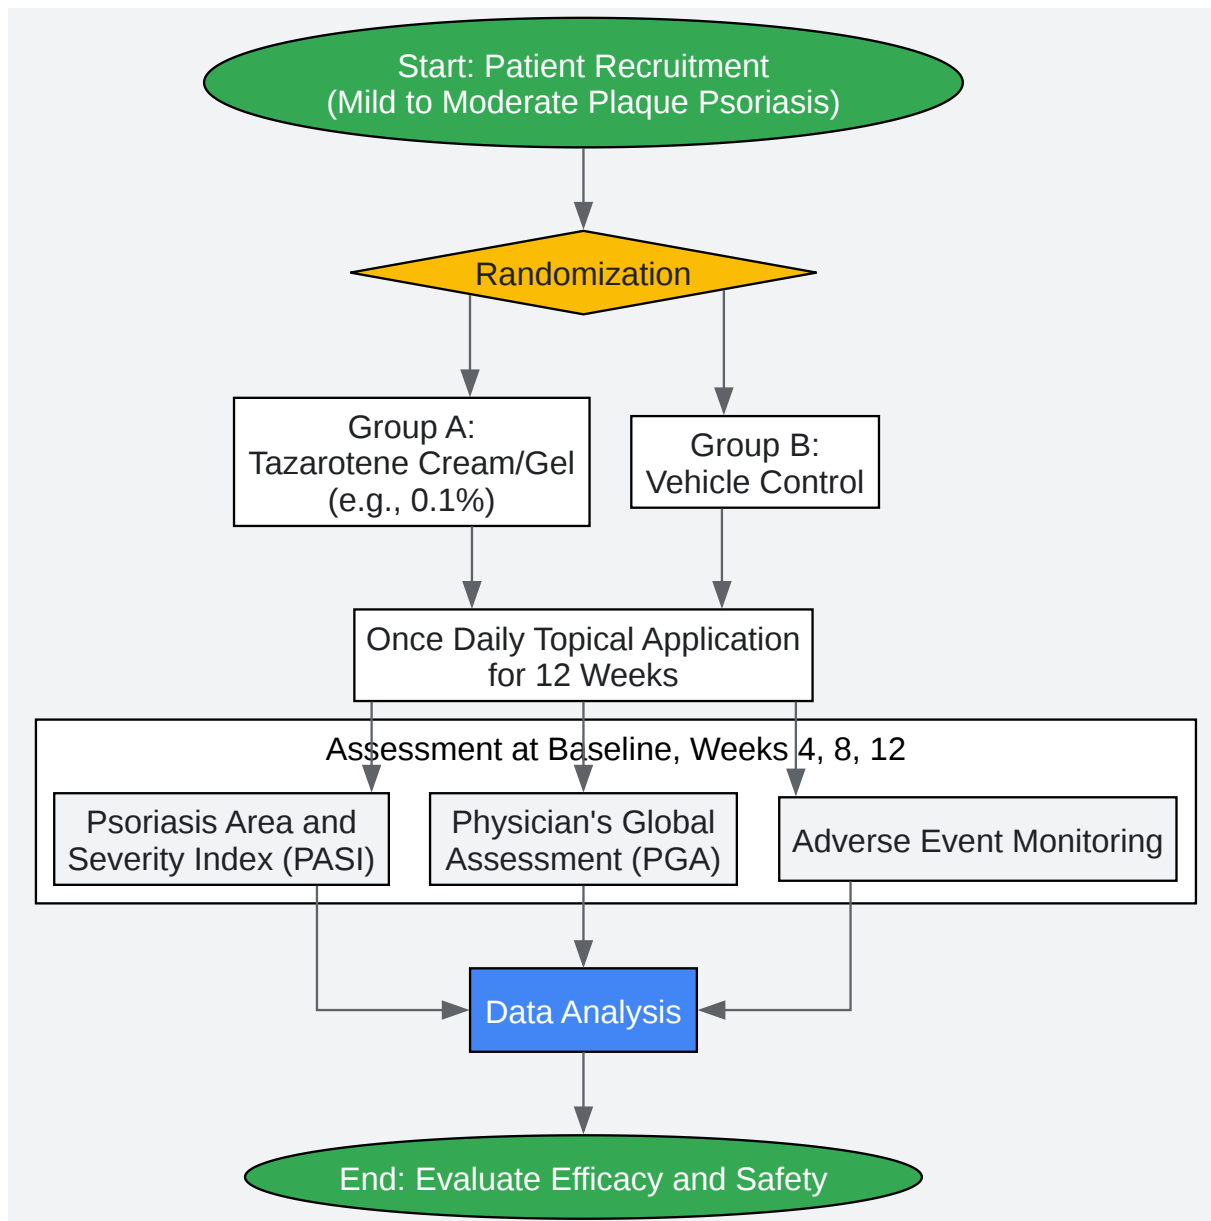 Start: Patient Recruitment
(Mild to Moderate Plaque Psoriasis)
Randomization
Group A:
Tazarotene Cream/Gel
(e.g., 0.1%)
Group B:
Vehicle Control
Once Daily Topical Application
for 12 Weeks
Assessment at Baseline, Weeks 4, 8, 12
Psoriasis Area and
Severity Index (PASI)
Physician's Global
Assessment (PGA)
Adverse Event Monitoring
Data Analysis
End: Evaluate Efficacy and Safety